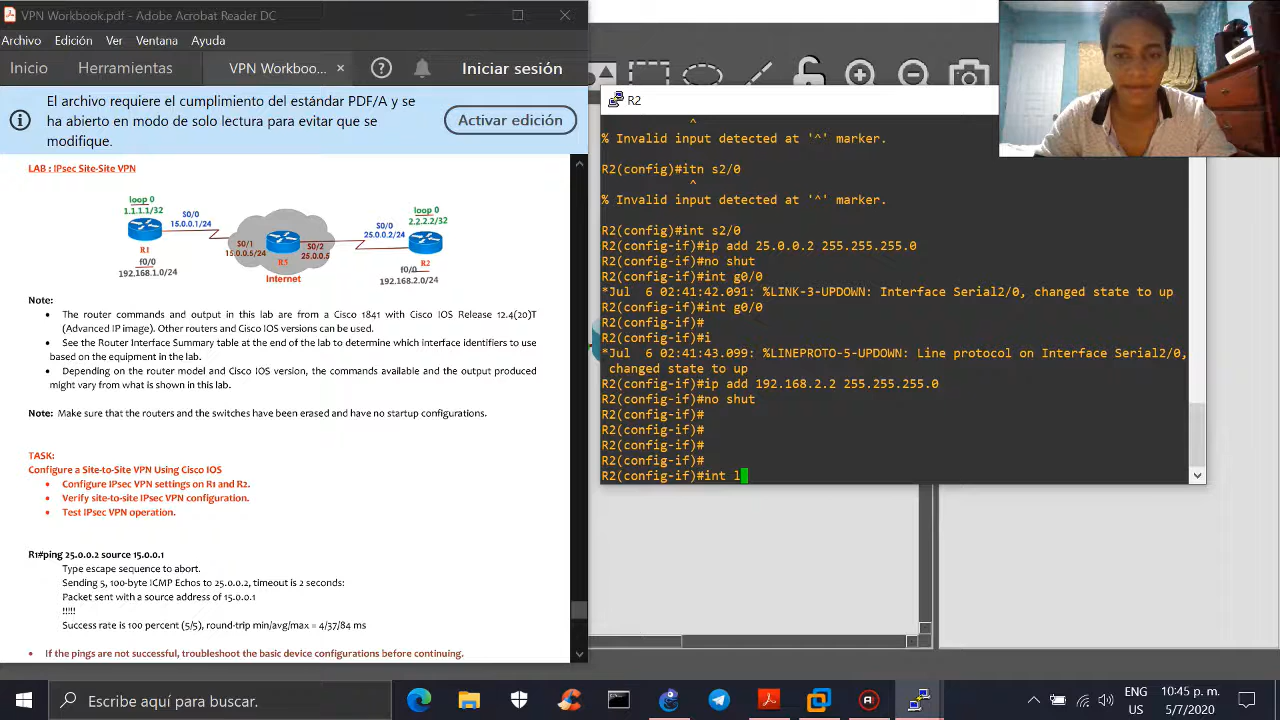 VPN Workbook.pdf - Adobe Acrobat Reader DC
Archivo Edición Ver Ventana Ayuda
Inicio Herramientas VPN Workboo... × Iniciar sesión
El archivo requiere el cumplimiento del estándar PDF/A y se
ha abierto en modo de solo lectura para evitar que se
modifique.
Activar edición
LAB : IPsec Site-Site VPN
loop 0
1.1.1.1/32
S0/0
15.0.0.1/24
R1
f0/0
192.168.1.0/24
S0/1
15.0.0.5/24
R5
Internet
S0/2
25.0.0.5
S0/0
25.0.0.2/24
loop 0
2.2.2.2/32
R2
f0/0
192.168.2.0/24
Note:
• The router commands and output in this lab are from a Cisco 1841 with Cisco IOS Release 12.4(20)T
(Advanced IP image). Other routers and Cisco IOS versions can be used.
• See the Router Interface Summary table at the end of the lab to determine which interface identifiers to use
based on the equipment in the lab.
• Depending on the router model and Cisco IOS version, the commands available and the output produced
might vary from what is shown in this lab.
Note: Make sure that the routers and the switches have been erased and have no startup configurations.
TASK:
Configure a Site-to-Site VPN Using Cisco IOS
• Configure IPsec VPN settings on R1 and R2.
• Verify site-to-site IPsec VPN configuration.
• Test IPsec VPN operation.
R1#ping 25.0.0.2 source 15.0.0.1
Type escape sequence to abort.
Sending 5, 100-byte ICMP Echos to 25.0.0.2, timeout is 2 seconds:
Packet sent with a source address of 15.0.0.1
!!!!!
Success rate is 100 percent (5/5), round-trip min/avg/max = 4/37/84 ms
• If the pings are not successful, troubleshoot the basic device configurations before continuing.
R2
^
% Invalid input detected at '^' marker.
R2(config)#itn s2/0
^
% Invalid input detected at '^' marker.
R2(config)#int s2/0
R2(config-if)#ip add 25.0.0.2 255.255.255.0
R2(config-if)#no shut
R2(config-if)#int g0/0
*Jul  6 02:41:42.091: %LINK-3-UPDOWN: Interface Serial2/0, changed state to up
R2(config-if)#int g0/0
R2(config-if)#
R2(config-if)#i
*Jul  6 02:41:43.099: %LINEPROTO-5-UPDOWN: Line protocol on Interface Serial2/0,
changed state to up
R2(config-if)#ip add 192.168.2.2 255.255.255.0
R2(config-if)#no shut
R2(config-if)#
R2(config-if)#
R2(config-if)#
R2(config-if)#
R2(config-if)#int l
Escribe aquí para buscar.
ENG
US
10:45 p. m.
5/7/2020